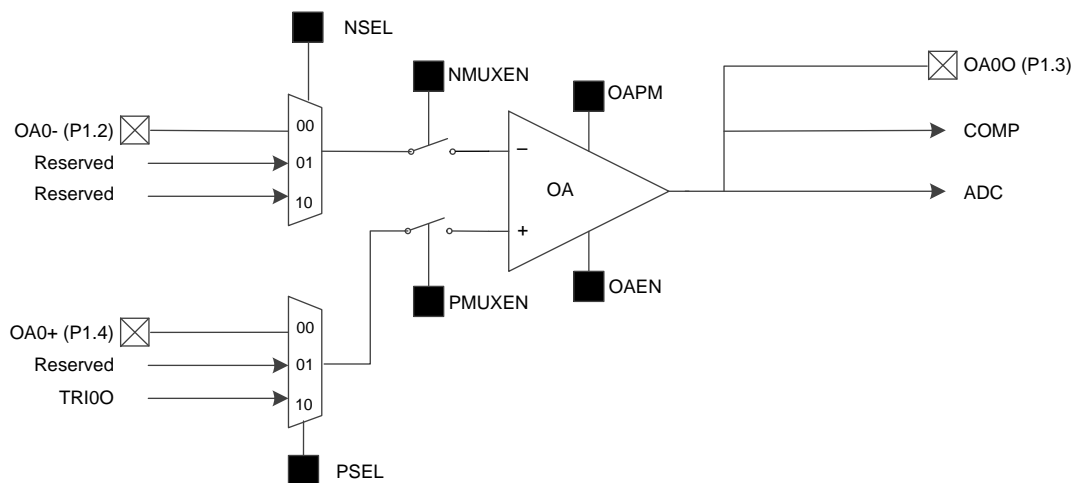 NSEL
NMUXEN
OAPM
OA0O (P1.3)
OA0- (P1.2)
00
COMP
Reserved
01
−
OA
ADC
Reserved
10
+
PMUXEN
OAEN
OA0+ (P1.4)
00
Reserved
01
TRI0O
10
PSEL